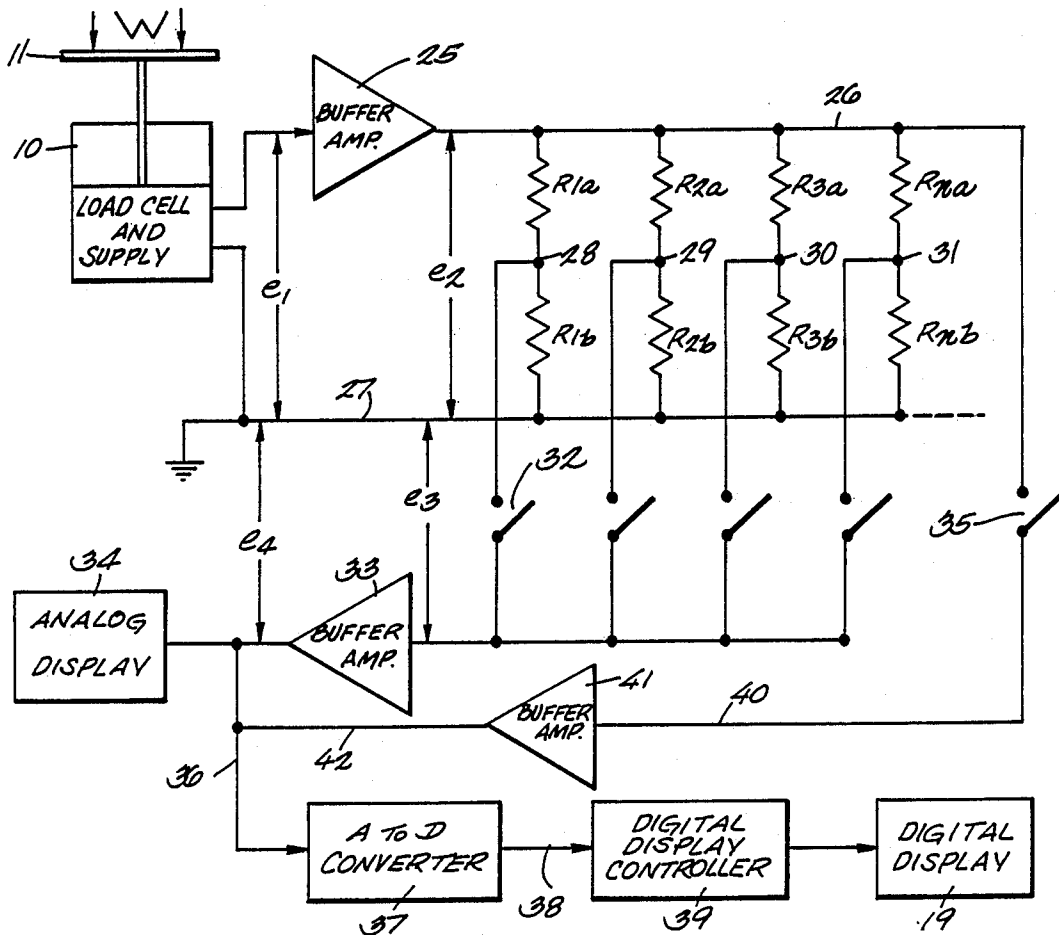 W
11
25
BUFFER
AMP.
26
10
R1a
R2a
R3a
Rna
LOAD CELL
AND
SUPPLY
28
29
30
31
e1
e2
R1b
R2b
R3b
Rnb
27
32
e3
35
e4
34
33
ANALOG
DISPLAY
BUFFER
AMP.
41
40
BUFFER
AMP.
42
36
A TO D
CONVERTER
DIGITAL
DISPLAY
CONTROLLER
DIGITAL
DISPLAY
37
38
39
19